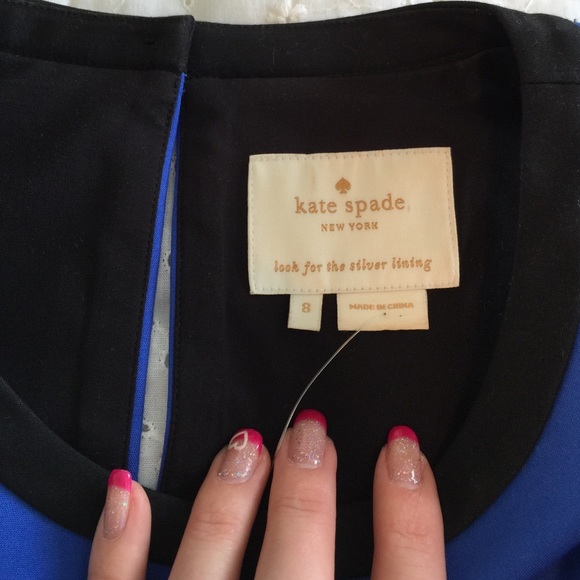 kate spade
NEW YORK
look for the silver lining
8
MADE IN CHINA